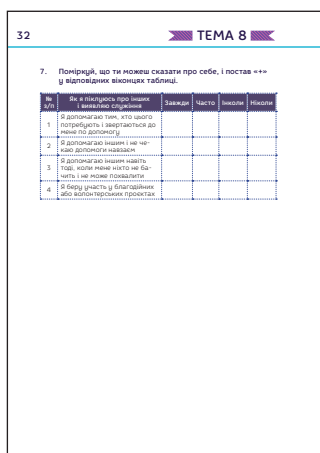 32
ТЕМА 8
7. Поміркуй, що ти можеш сказати про себе, і постав «+»
у відповідних віконцях таблиці.
№ з/п Як я піклуюсь про інших і виявляю служіння Завжди Часто Інколи Ніколи
1 Я допомагаю тим, хто цього
потребують і звертаються до
мене по допомогу
2 Я допомагаю іншим і не че-
каю допомоги навзаєм
3 Я допомагаю іншим навіть
тоді, коли мене ніхто не ба-
чить і не може похвалити
4 Я беру участь у благодійних
або волонтерських проектах